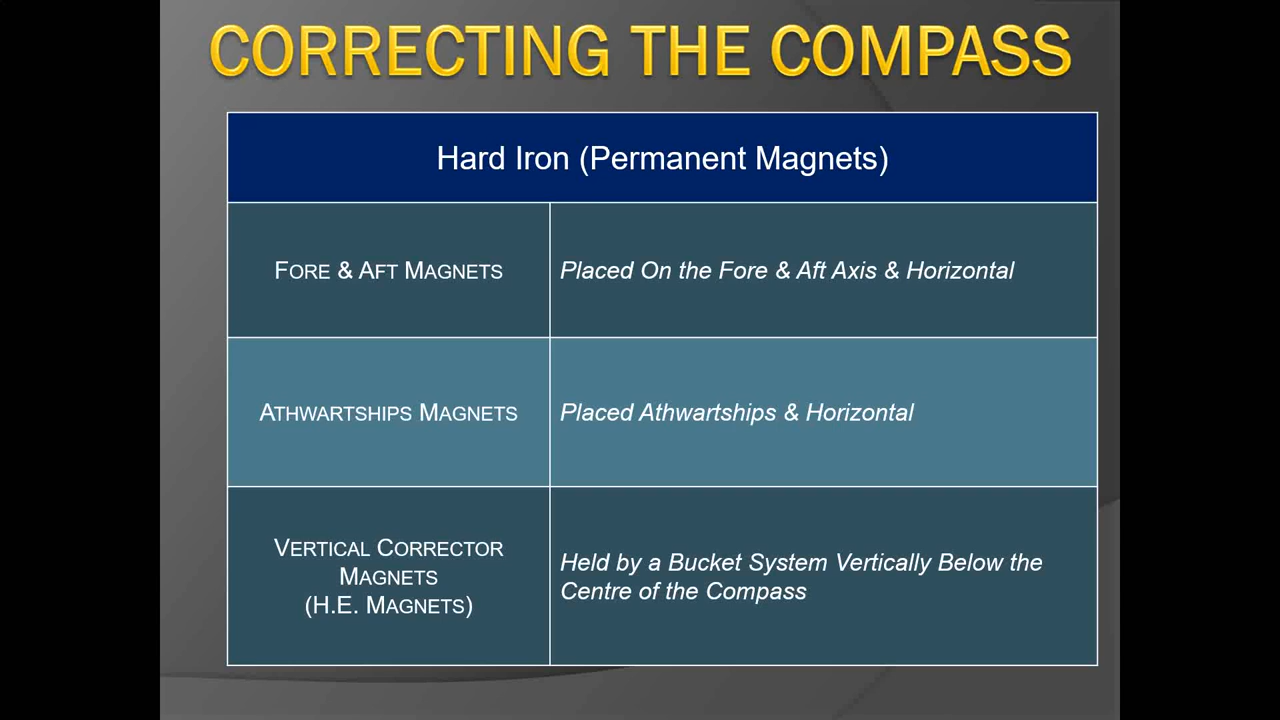 CORRECTING THE COMPASS
Hard Iron (Permanent Magnets)
FORE & AFT MAGNETS
Placed On the Fore & Aft Axis & Horizontal
ATHWARTSHIPS MAGNETS
Placed Athwartships & Horizontal
VERTICAL CORRECTOR
MAGNETS
(H.E. MAGNETS)
Held by a Bucket System Vertically Below the
Centre of the Compass